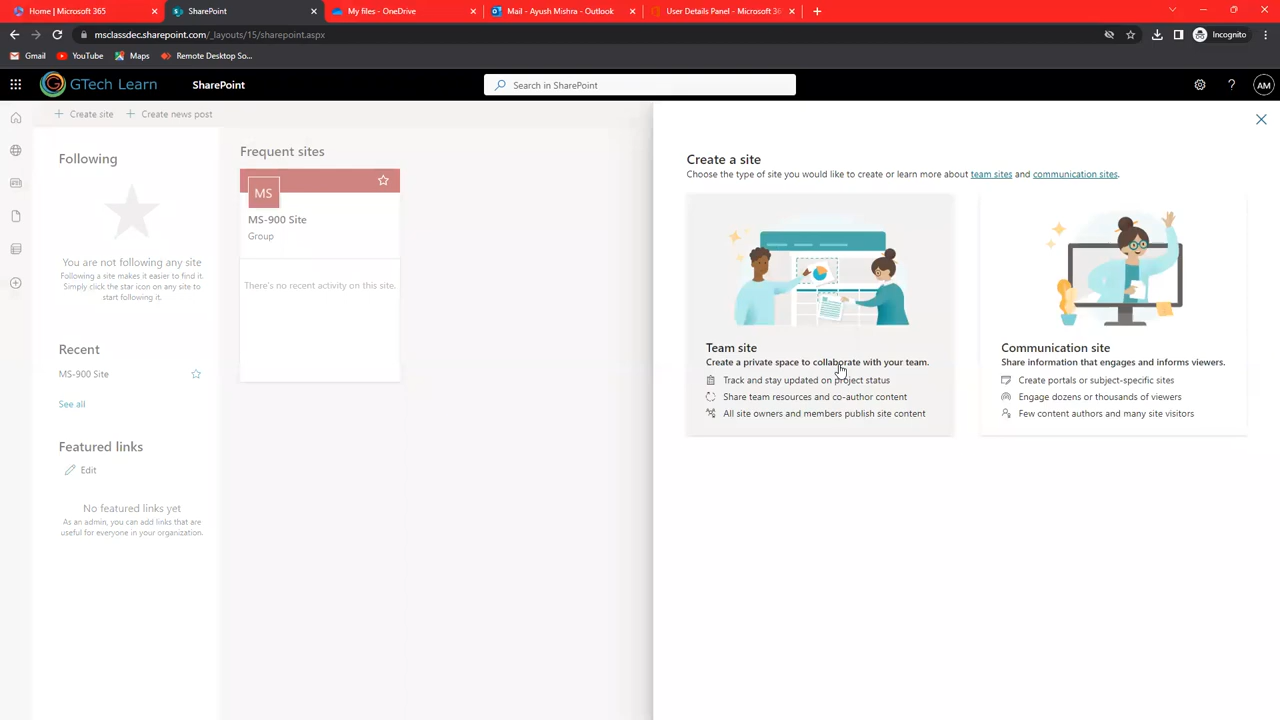 Home | Microsoft 365
SharePoint
My files - OneDrive
Mail - Ayush Mishra - Outlook
User Details Panel - Microsoft 36
msclassdec.sharepoint.com/_layouts/15/sharepoint.aspx
Incognito
Gmail
YouTube
Maps
Remote Desktop So...
GTech Learn
SharePoint
Search in SharePoint
?
AM
Create site
Create news post
Following
You are not following any site
Following a site makes it easier to find it.
Simply click the star icon on any site to
start following it.
Recent
MS-900 Site
See all
Featured links
Edit
No featured links yet
As an admin, you can add links that are
useful for everyone in your organization.
Frequent sites
MS
MS-900 Site
Group
There's no recent activity on this site.
Create a site
Choose the type of site you would like to create or learn more about team sites and communication sites.
Team site
Create a private space to collaborate with your team.
Track and stay updated on project status
Share team resources and co-author content
All site owners and members publish site content
Communication site
Share information that engages and informs viewers.
Create portals or subject-specific sites
Engage dozens or thousands of viewers
Few content authors and many site visitors